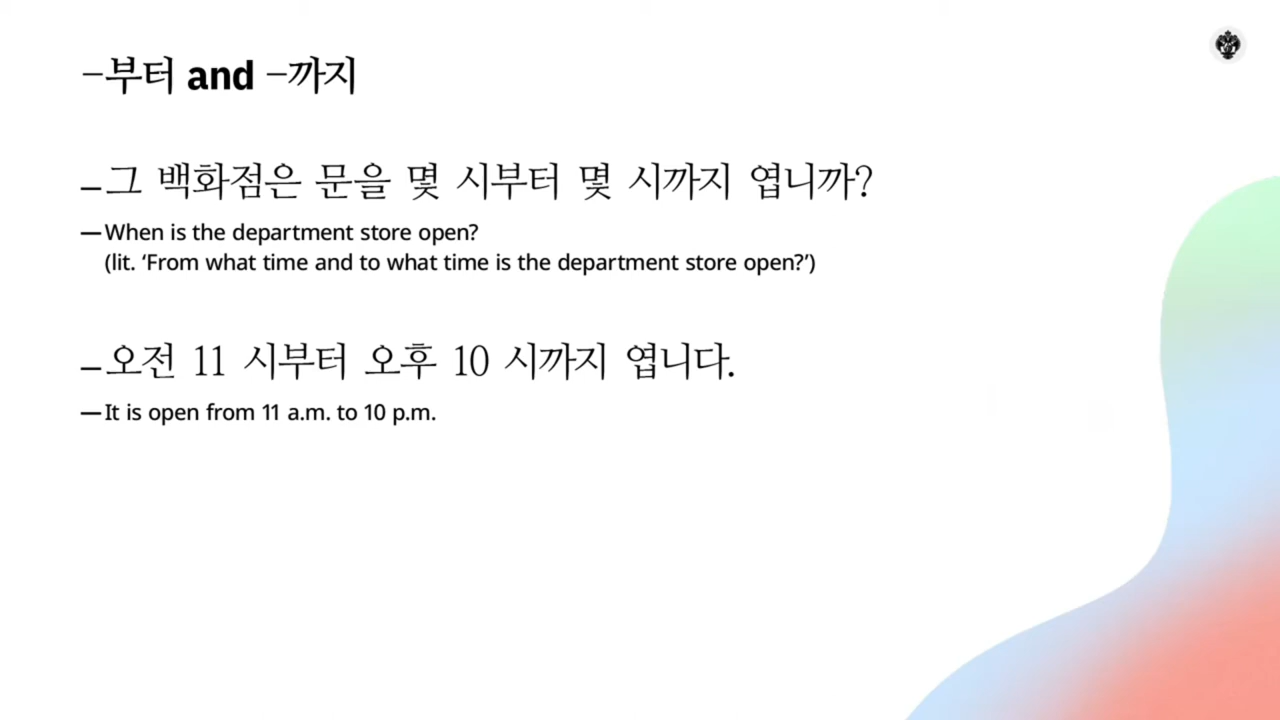 –부터 and –까지
—그 백화점은 문을 몇 시부터 몇 시까지 엽니까?
—When is the department store open?
(lit. ‘From what time and to what time is the department store open?’)
—오전 11 시부터 오후 10 시까지 엽니다.
—It is open from 11 a.m. to 10 p.m.